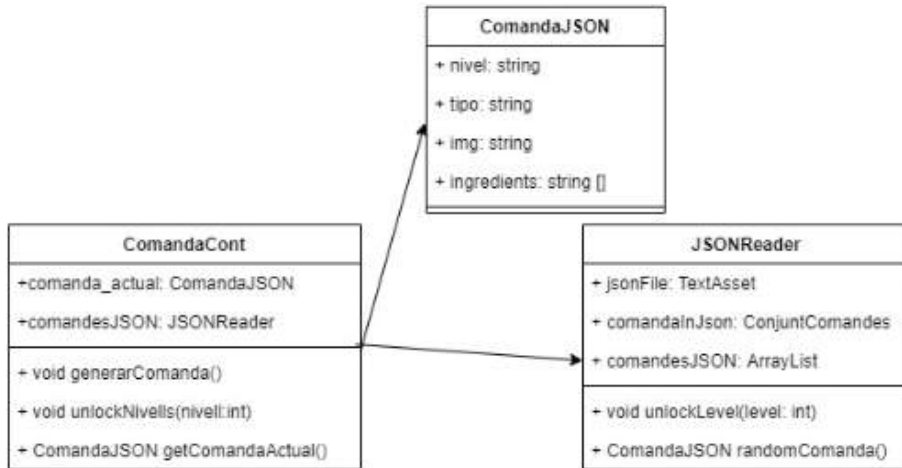 ComandaJSON
+ nivel: string
+ tipo: string
+ img: string
+ ingredients: string []
ComandaCont
+comanda_actual: ComandaJSON
+comandesJSON: JSONReader
+ void generarComanda()
+ void unlockNivells(nivell:int)
+ ComandaJSON getComandaActual()
JSONReader
+ jsonFile: TextAsset
+ comandaInJson: ConjuntComandes
+ comandesJSON: ArrayList
+ void unlockLevel(level: int)
+ ComandaJSON randomComanda()